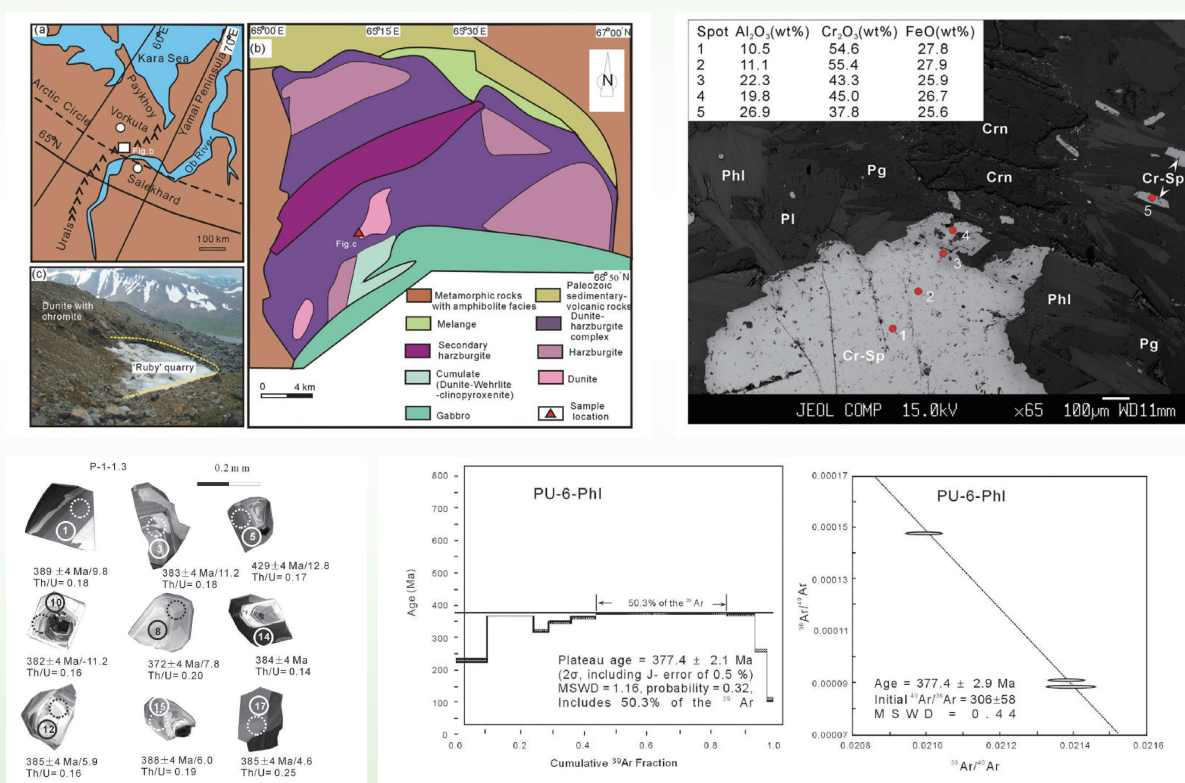 (a)
60°E
Kara Sea
70°E
Arctic Circle
Paykhoy
Yamal Peninsula
Vorkuta
65°N
Fig.b
Ob River
Salekhard
Urals
100 km
(b)
65°00' E
65°15' E
65°30' E
67°00' N
N
Fig.c
66°50' N
0 4 km
Metamorphic rocks
with amphibolite facies
Melange
Secondary
harzburgite
Cumulate
(Dunite-Wehrlite
-clinopyroxenite)
Gabbro
Paleozoic
sedimentary-
volcanic rocks
Dunite-
harzburgite
complex
Harzburgite
Dunite
Sample
location
(c)
Dunite with
chromite
'Ruby' quarry
Spot Al₂O₃(wt%) Cr₂O₃(wt%) FeO(wt%)
1 10.5 54.6 27.8
2 11.1 55.4 27.9
3 22.3 43.3 25.9
4 19.8 45.0 26.7
5 26.9 37.8 25.6
Crn
Phl
Pg
Crn
Cr-Sp
Pl
5
4
3
2
Phl
1
Cr-Sp
Pg
JEOL COMP 15.0kV x65 100μm WD11mm
P-1-1.3
0.2 mm
1
3
5
389 ±4 Ma/9.8
Th/U= 0.18
383±4 Ma/11.2
Th/U= 0.18
429±4 Ma/12.8
Th/U= 0.17
10
8
14
382±4 Ma/-11.2
Th/U= 0.16
372±4 Ma/7.8
Th/U= 0.20
384±4 Ma
Th/U= 0.14
12
15
17
385±4 Ma/5.9
Th/U= 0.16
388±4 Ma/6.0
Th/U= 0.19
385±4 Ma/4.6
Th/U= 0.25
PU-6-Phl
Age (Ma)
800
700
600
500
400
300
200
100
0
50.3% of the ³⁹Ar
Plateau age = 377.4 ± 2.1 Ma
(2σ, including J- error of 0.5 %)
MSWD = 1.16, probability = 0.32,
Includes 50.3% of the ³⁹Ar
0.0 0.2 0.4 0.6 0.8 1.0
Cumulative ³⁹Ar Fraction
PU-6-Phl
³⁶Ar/⁴⁰Ar
0.00017
0.00015
0.00013
0.00011
0.00009
0.00007
Age = 377.4 ± 2.9 Ma
Initial ⁴⁰Ar/³⁶Ar = 306±58
MSWD = 0.44
0.0208 0.0210 0.0212 0.0214 0.0216
³⁹Ar/⁴⁰Ar